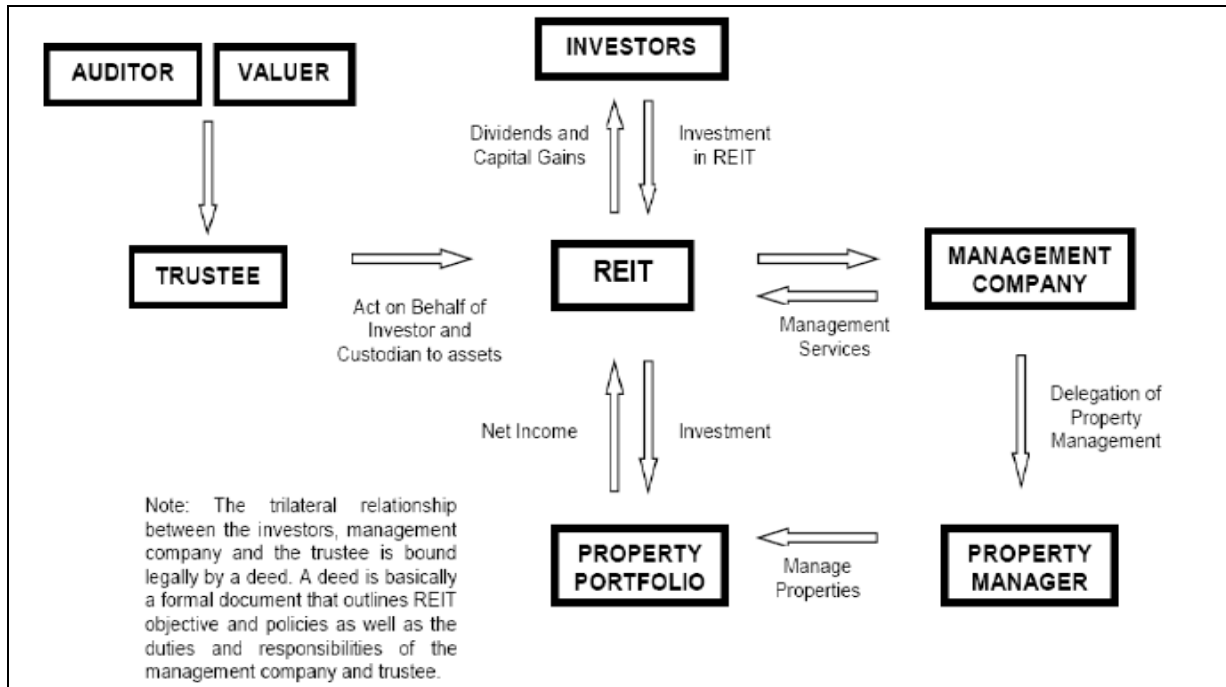 INVESTORS
AUDITOR
VALUER
Dividends and
Capital Gains
Investment
in REIT
TRUSTEE
REIT
MANAGEMENT
COMPANY
Act on Behalf of
Investor and
Custodian to assets
Management
Services
Net Income
Investment
Delegation of
Property
Management
Note: The trilateral relationship
between the investors, management
company and the trustee is bound
legally by a deed. A deed is basically
a formal document that outlines REIT
objective and policies as well as the
duties and responsibilities of the
management company and trustee.
PROPERTY
PORTFOLIO
Manage
Properties
PROPERTY
MANAGER